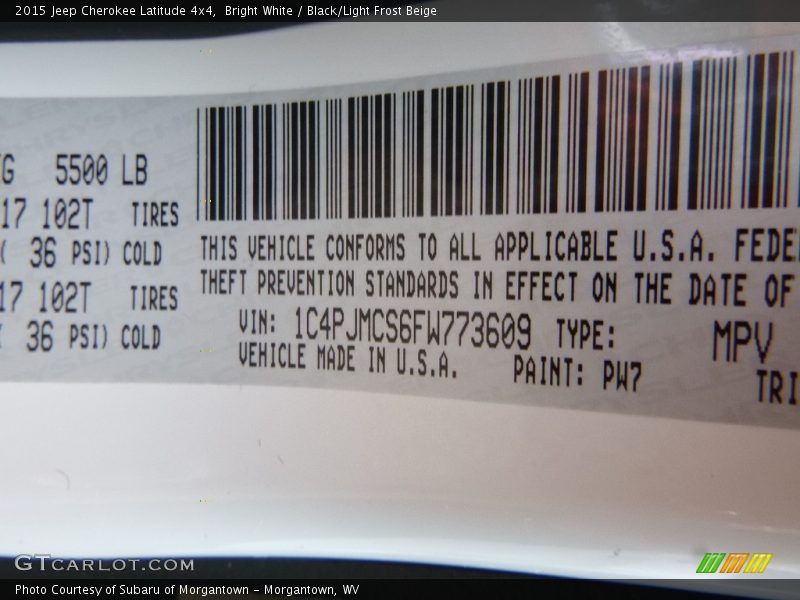 2015 Jeep Cherokee Latitude 4x4,  Bright White / Black/Light Frost Beige
5500 LB
17 102T TIRES
36 PSI) COLD
17 102T TIRES
36 PSI) COLD
THIS VEHICLE CONFORMS TO ALL APPLICABLE U.S.A. FEDE
THEFT PREVENTION STANDARDS IN EFFECT ON THE DATE OF
VIN: 1C4PJMCS6FW773609 TYPE: MPV
VEHICLE MADE IN U.S.A. PAINT: PW7
TRI
GTCARLOT.COM
Photo Courtesy of Subaru of Morgantown – Morgantown, WV